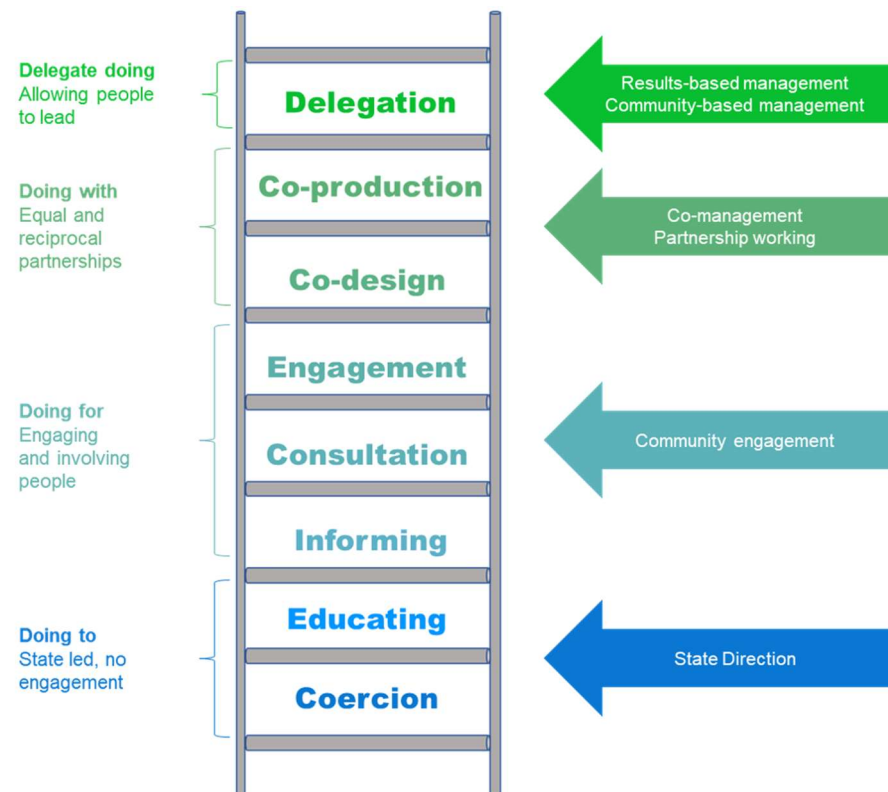 Delegate doing
Allowing people
to lead
Delegation
Results-based management
Community-based management
Doing with
Equal and
reciprocal
partnerships
Co-production
Co-design
Co-management
Partnership working
Doing for
Engaging
and involving
people
Engagement
Consultation
Informing
Community engagement
Doing to
State led, no
engagement
Educating
Coercion
State Direction